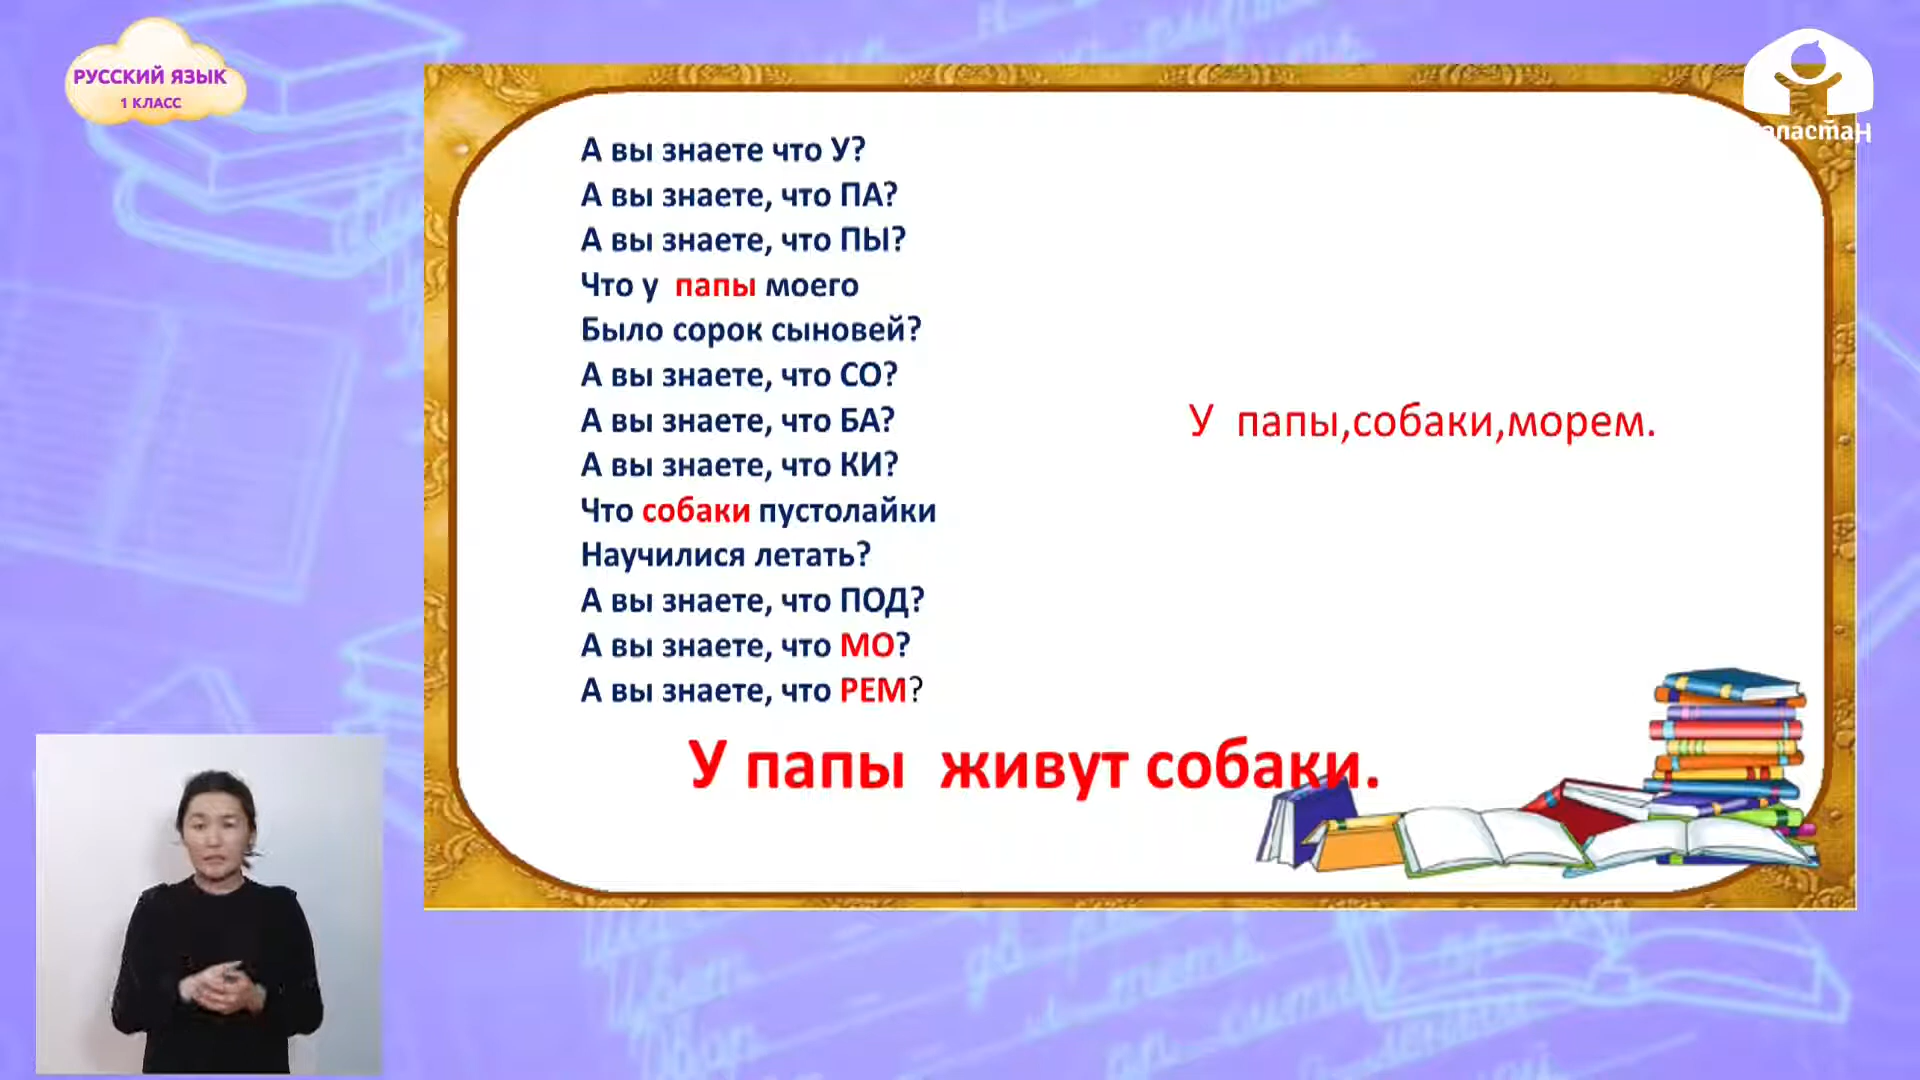 РУССКИЙ ЯЗЫК
1 КЛАСС
А вы знаете что У?
А вы знаете, что ПА?
А вы знаете, что ПЫ?
Что у папы моего
Было сорок сыновей?
А вы знаете, что СО?
А вы знаете, что БА?
А вы знаете, что КИ?
Что собаки пустолайки
Научилися летать?
А вы знаете, что ПОД?
А вы знаете, что МО?
А вы знаете, что РЕМ?
У папы,собаки,морем.
У папы живут собаки.